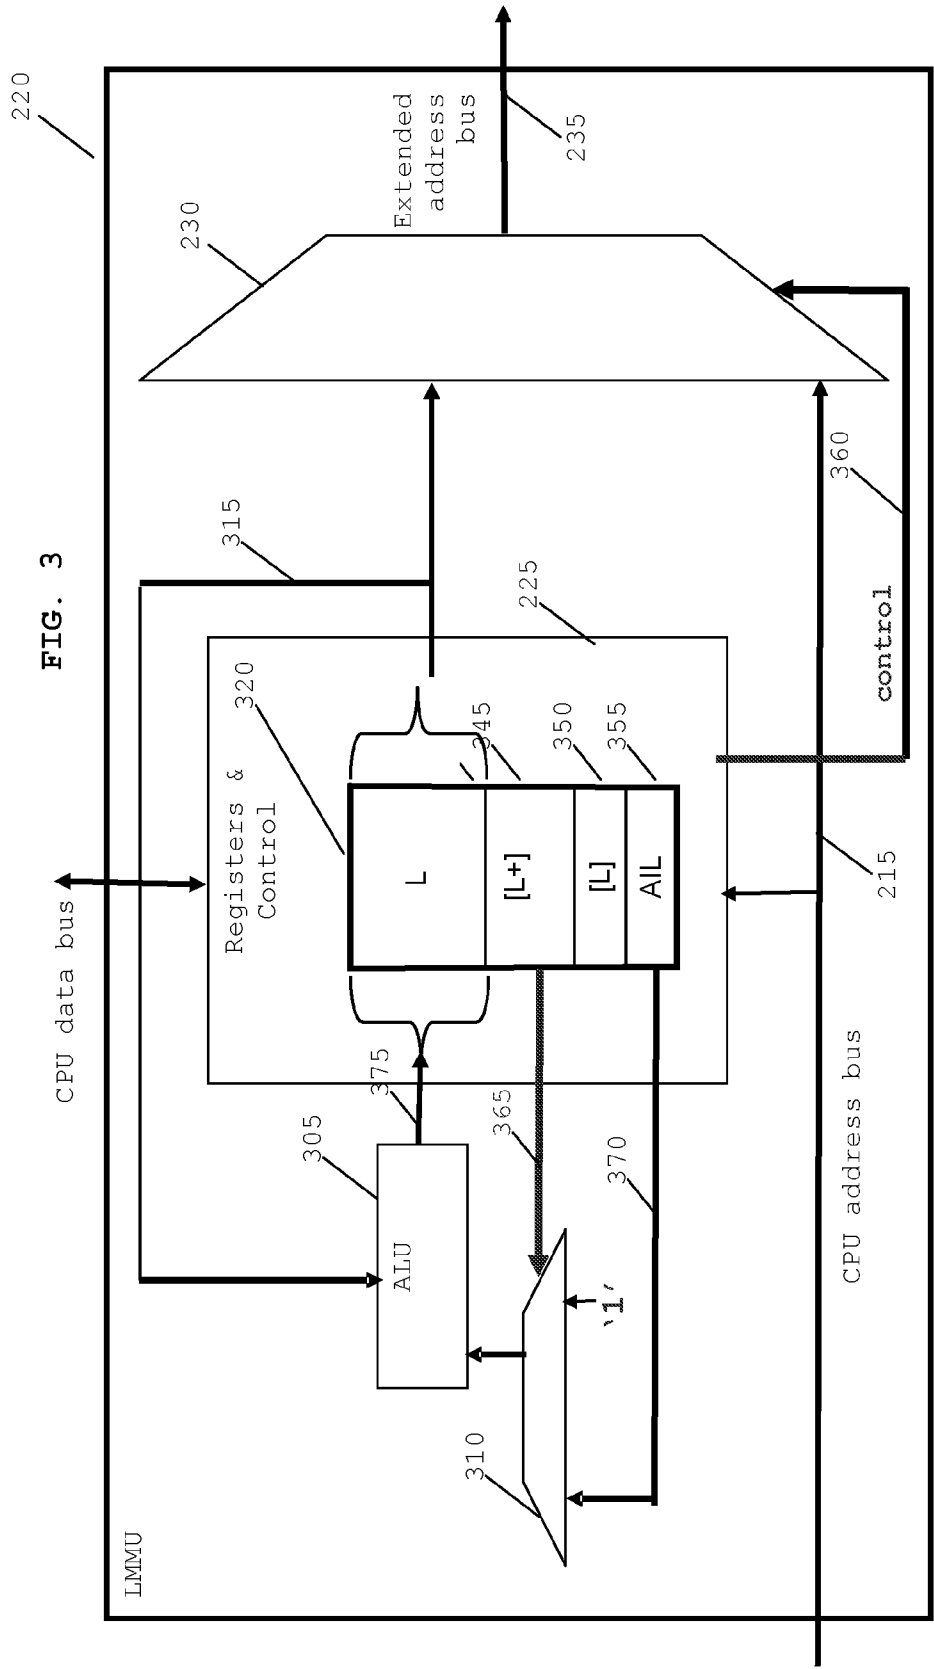 FIG. 3
220
LMMU
CPU data bus
Registers &
Control
320
315
230
Extended
address
bus
235
305
ALU
375
L
345
[L+]
350
[L]
355
AIL
225
310
365
370
'1'
control
360
215
CPU address bus